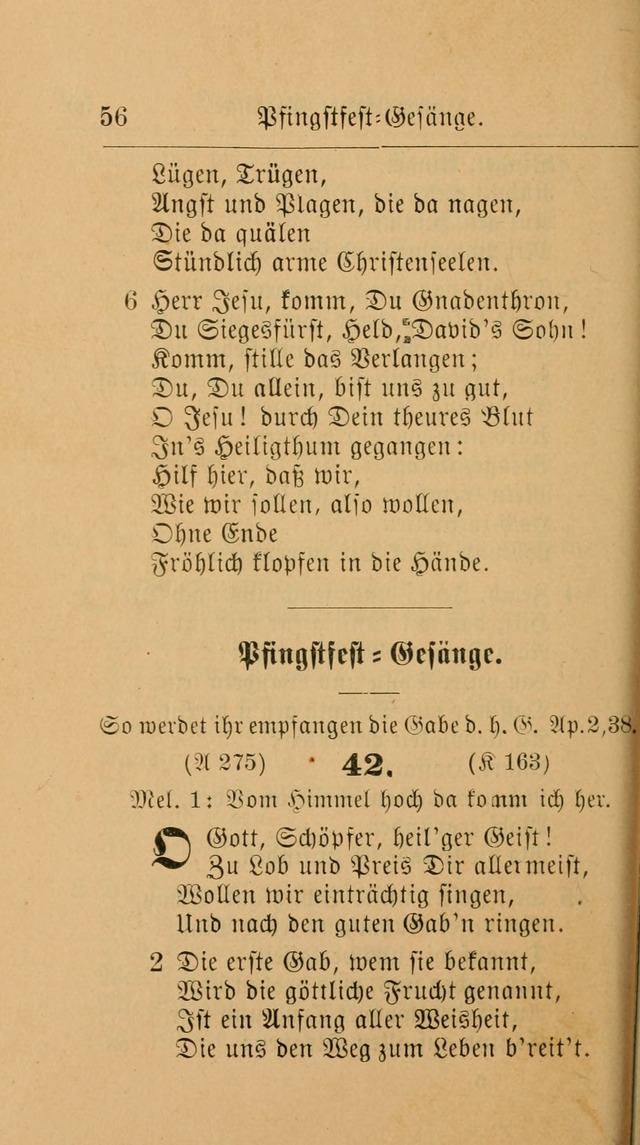 56 Pfingstfest=Gesänge.
Lügen, Trügen,
Angst und Plagen, die da nagen,
Die da quälen
Stündlich arme Christenseelen.
6 Herr Jesu, komm, Du Gnadenthron,
Du Siegesfürst, Held, David's Sohn!
Komm, stille das Verlangen;
Du, Du allein, bist uns zu gut,
O Jesu! durch Dein theures Blut
In's Heiligthum gegangen:
Hilf hier, daß wir,
Wie wir sollen, also wollen,
Ohne Ende
Fröhlich klopfen in die Hände.
Pfingstfest = Gesänge.
So werdet ihr empfangen die Gabe d. h. G. Ap. 2, 38.
(A 275) 42. (K 163)
Mel. 1: Vom Himmel hoch da komm ich her.
O Gott, Schöpfer, heil'ger Geist!
Zu Lob und Preis Dir allermeist,
Wollen wir einträchtig singen,
Und nach den guten Gab'n ringen.
2 Die erste Gab, wem sie bekannt,
Wird die göttliche Frucht genannt,
Ist ein Anfang aller Weisheit,
Die uns den Weg zum Leben b'reit't.